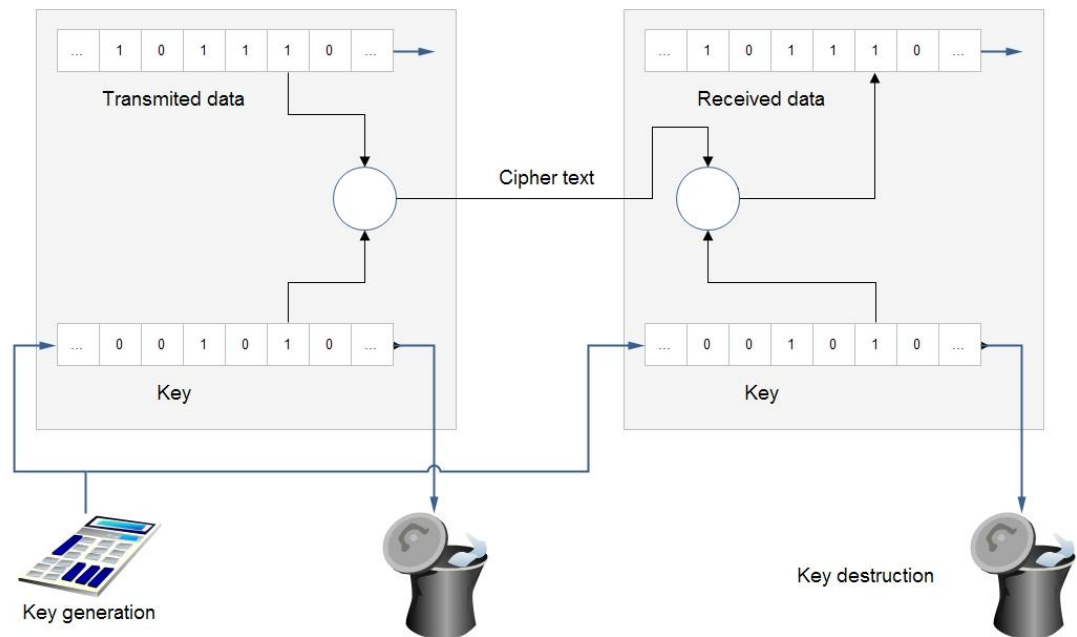 ... 1 0 1 1 1 0 ...
Transmited data
... 1 0 1 1 1 0 ...
Received data
Cipher text
... 0 0 1 0 1 0 ...
Key
... 0 0 1 0 1 0 ...
Key
Key generation
Key destruction